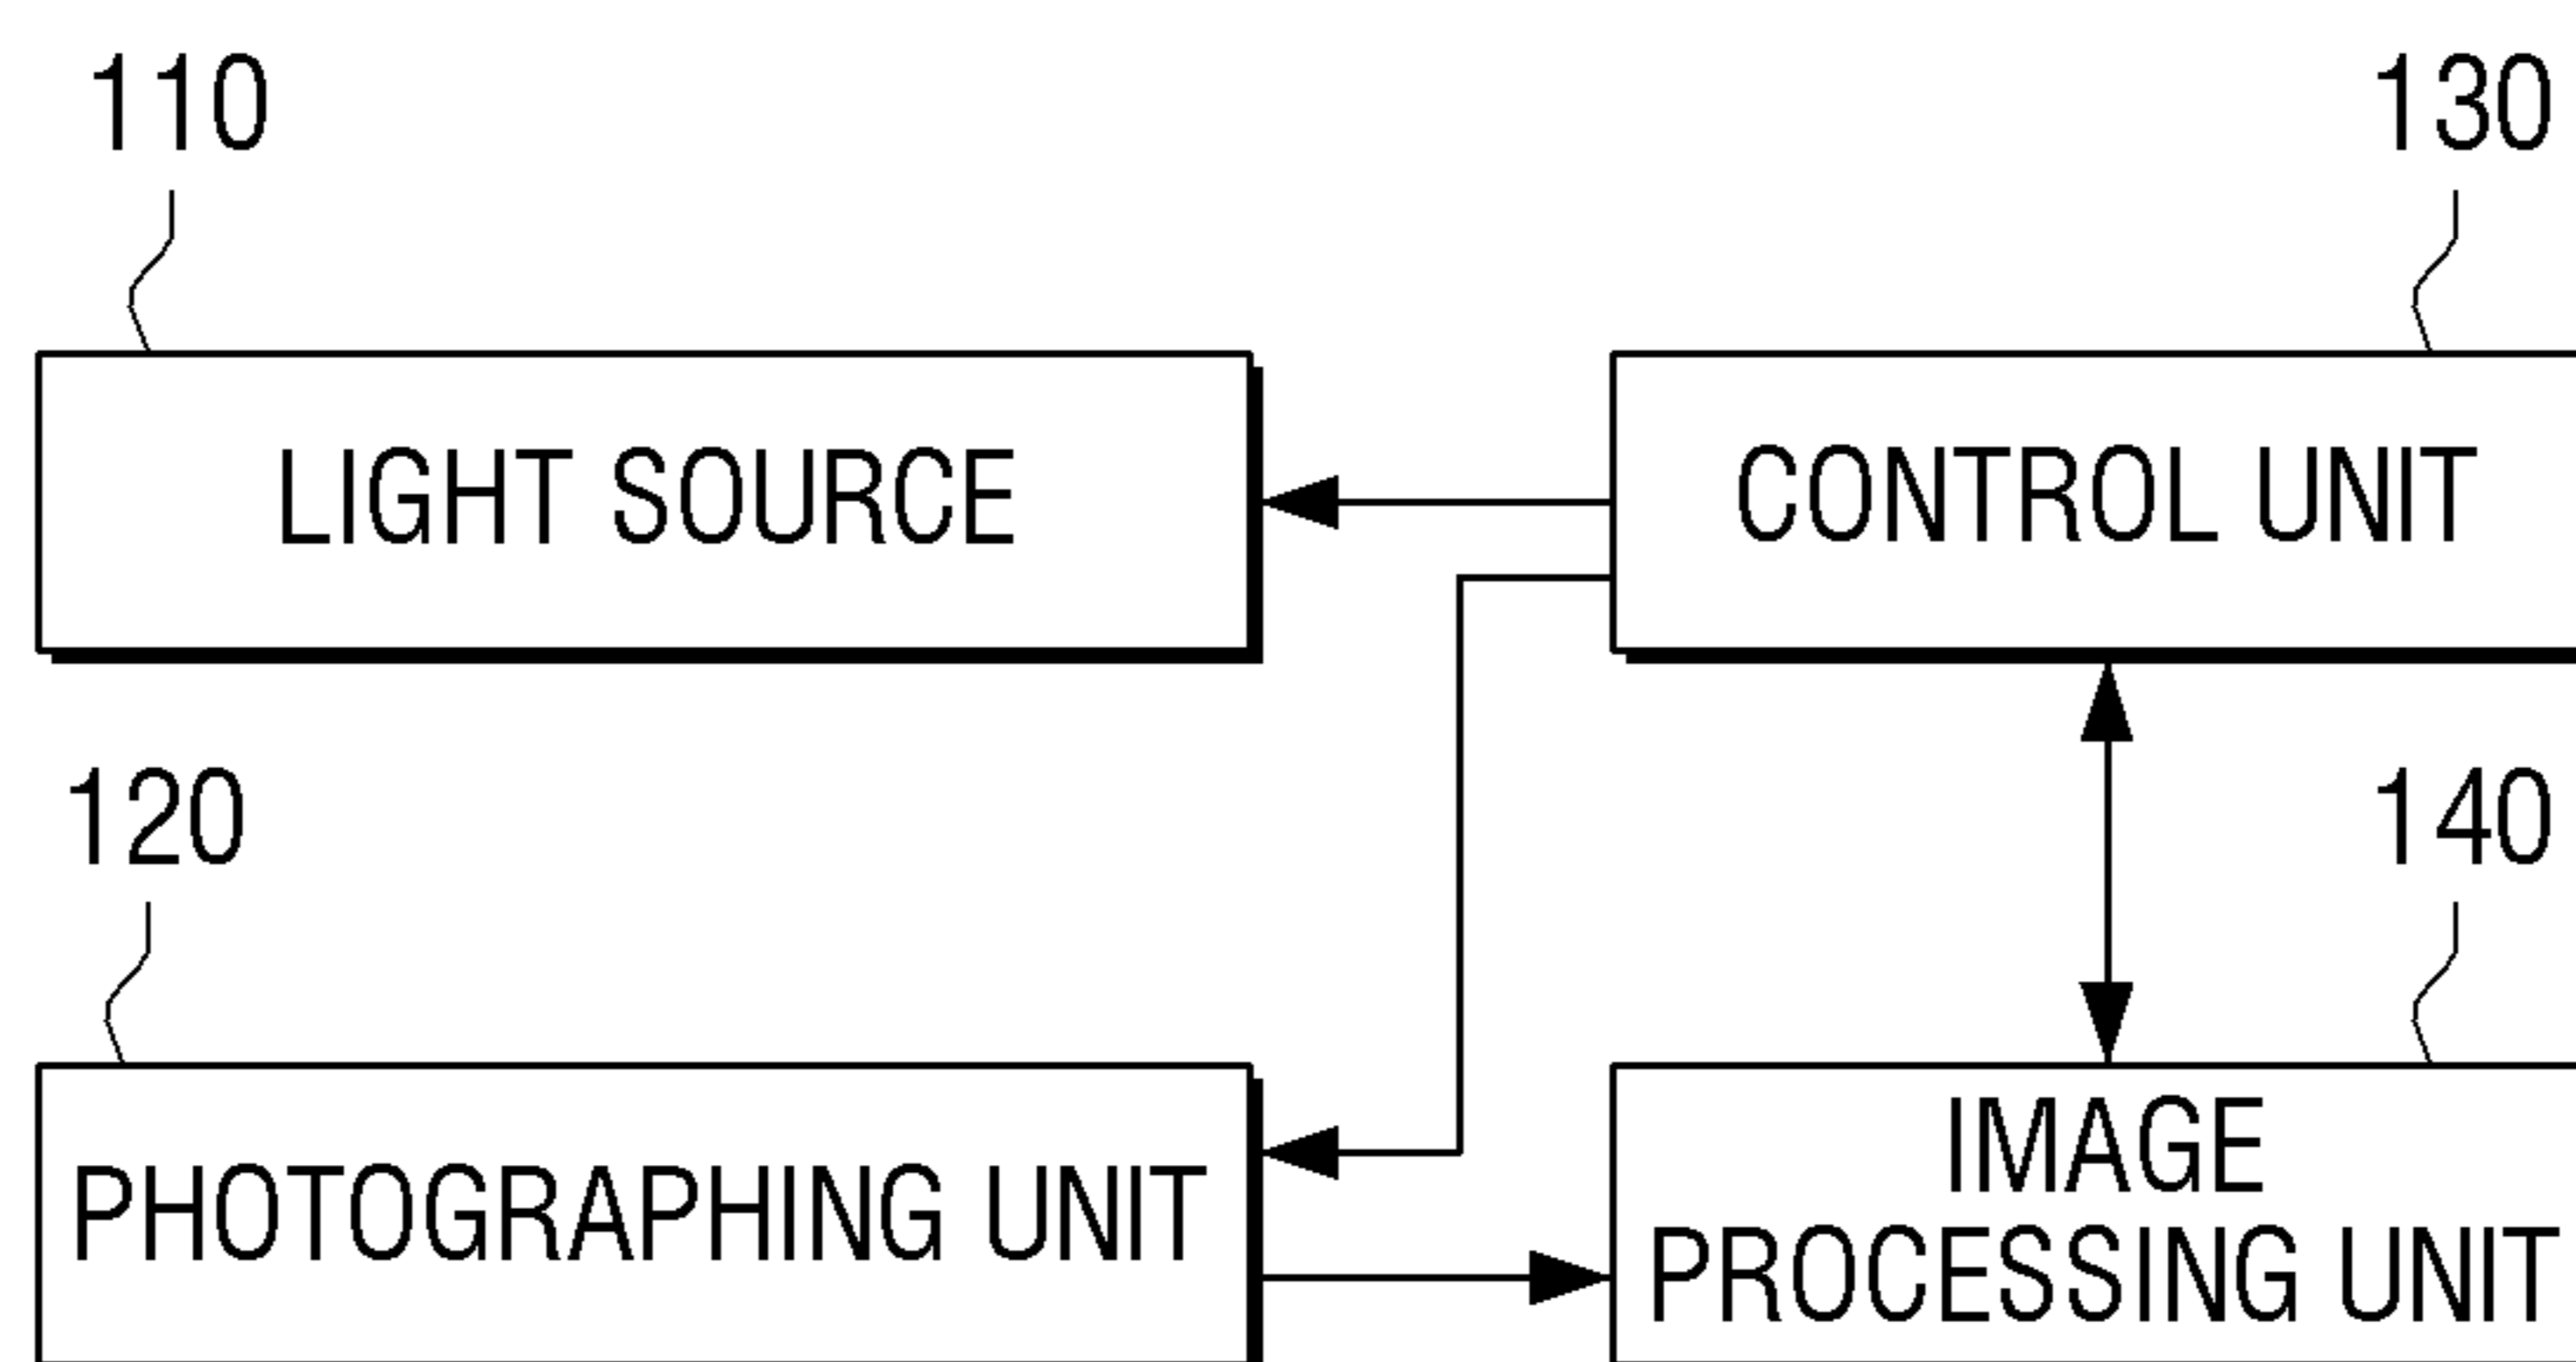 110
130
LIGHT SOURCE
CONTROL UNIT
120
140
PHOTOGRAPHING UNIT
IMAGE
PROCESSING UNIT